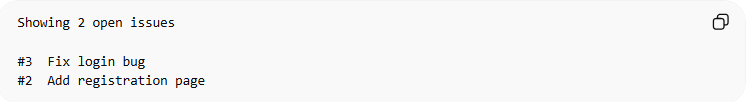 Showing 2 open issues
#3  Fix login bug
#2  Add registration page